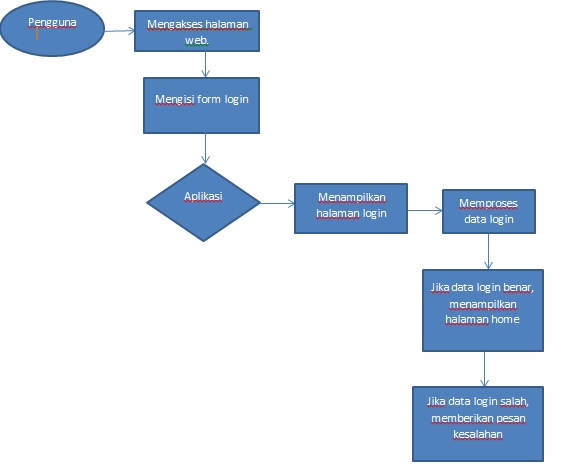 Pengguna
Mengakses halaman
web.
Mengisi form login
Aplikasi
Menampilkan
halaman login
Memproses
data login
Jika data login benar,
menampilkan
halaman home
Jika data login salah,
memberikan pesan
kesalahan